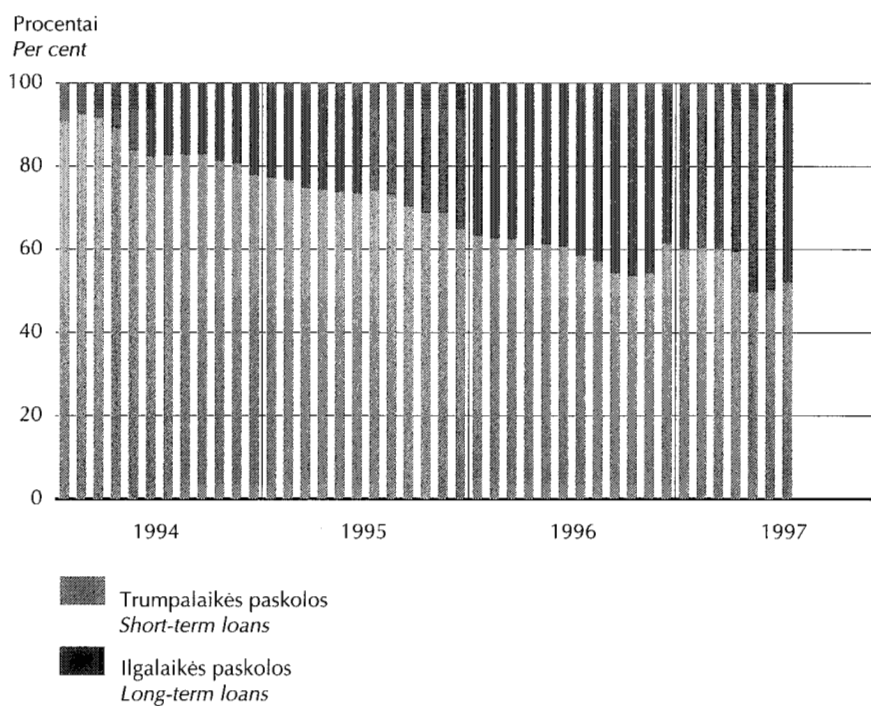 Procentai
Per cent
100
80
60
40
20
0
1994 1995 1996 1997
Trumpalaikės paskolos
Short-term loans
Ilgalaikės paskolos
Long-term loans